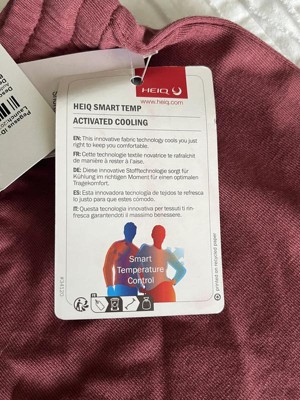 HEIQ
www.heiq.com
HEIQ SMART TEMP
ACTIVATED COOLING
EN: This innovative fabric technology cools you just
right to keep you comfortable.
FR: Cette technologie textile novatrice te rafraîchit
de manière à rester à l'aise.
DE: Diese innovative Stofftechnologie sorgt für
Kühlung im richtigen Moment für einen optimalen
Tragekomfort.
ES: Esta innovadora tecnología de tejidos te refresca
lo justo para que estés cómodo.
IT: Questa tecnologia innovativa per tessuti ti rin-
fresca garantendoti il massimo benessere.
Smart
Temperature
Control
printed on recycled paper
Pegasus ID:
Launch